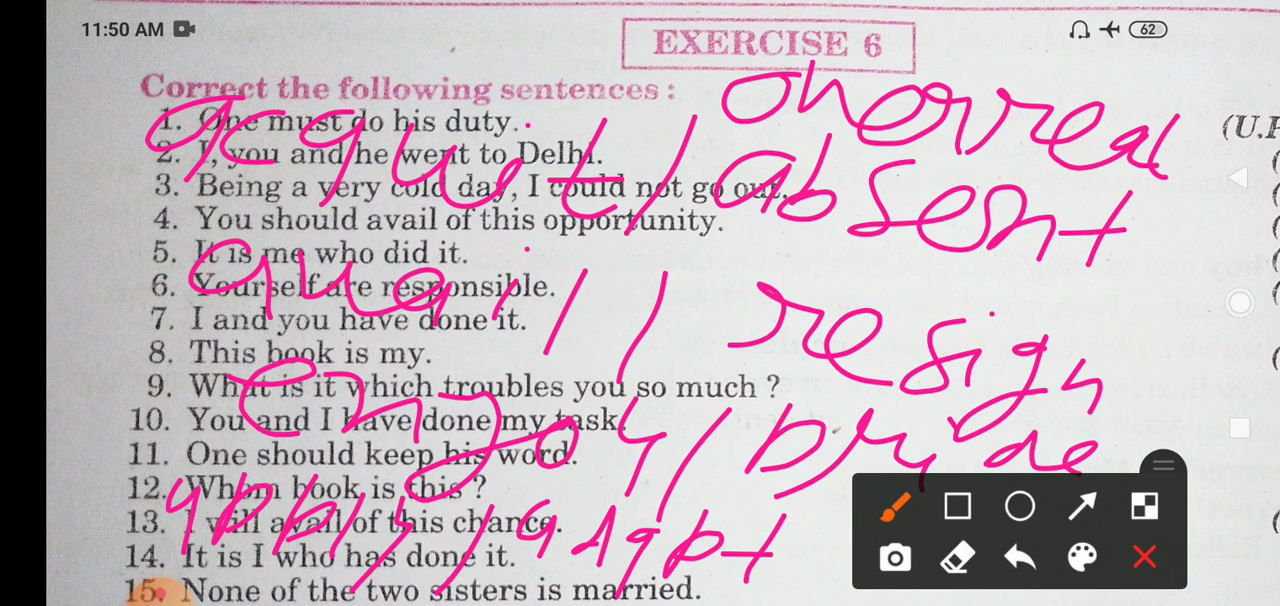 11:50 AM
62
EXERCISE 6
Correct the following sentences :
(U.P
1. One must do his duty.
2. I, you and he went to Delhi.
3. Being a very cold day, I could not go out.
4. You should avail of this opportunity.
5. It is me who did it.
6. Yourself are responsible.
7. I and you have done it.
8. This book is my.
9. What is it which troubles you so much ?
10. You and I have done my task.
11. One should keep his word.
12. Whom book is this ?
13. I will avail of this chance.
14. It is I who has done it.
15. None of the two sisters is married.
absent
avail / resign
enjoy /